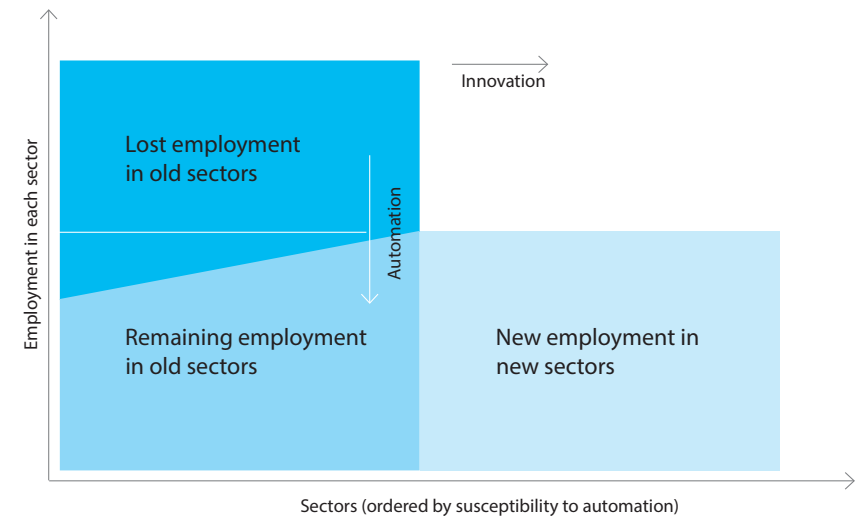 Innovation
Lost employment
in old sectors
Employment in each sector
Automation
Remaining employment
in old sectors
New employment in
new sectors
Sectors (ordered by susceptibility to automation)